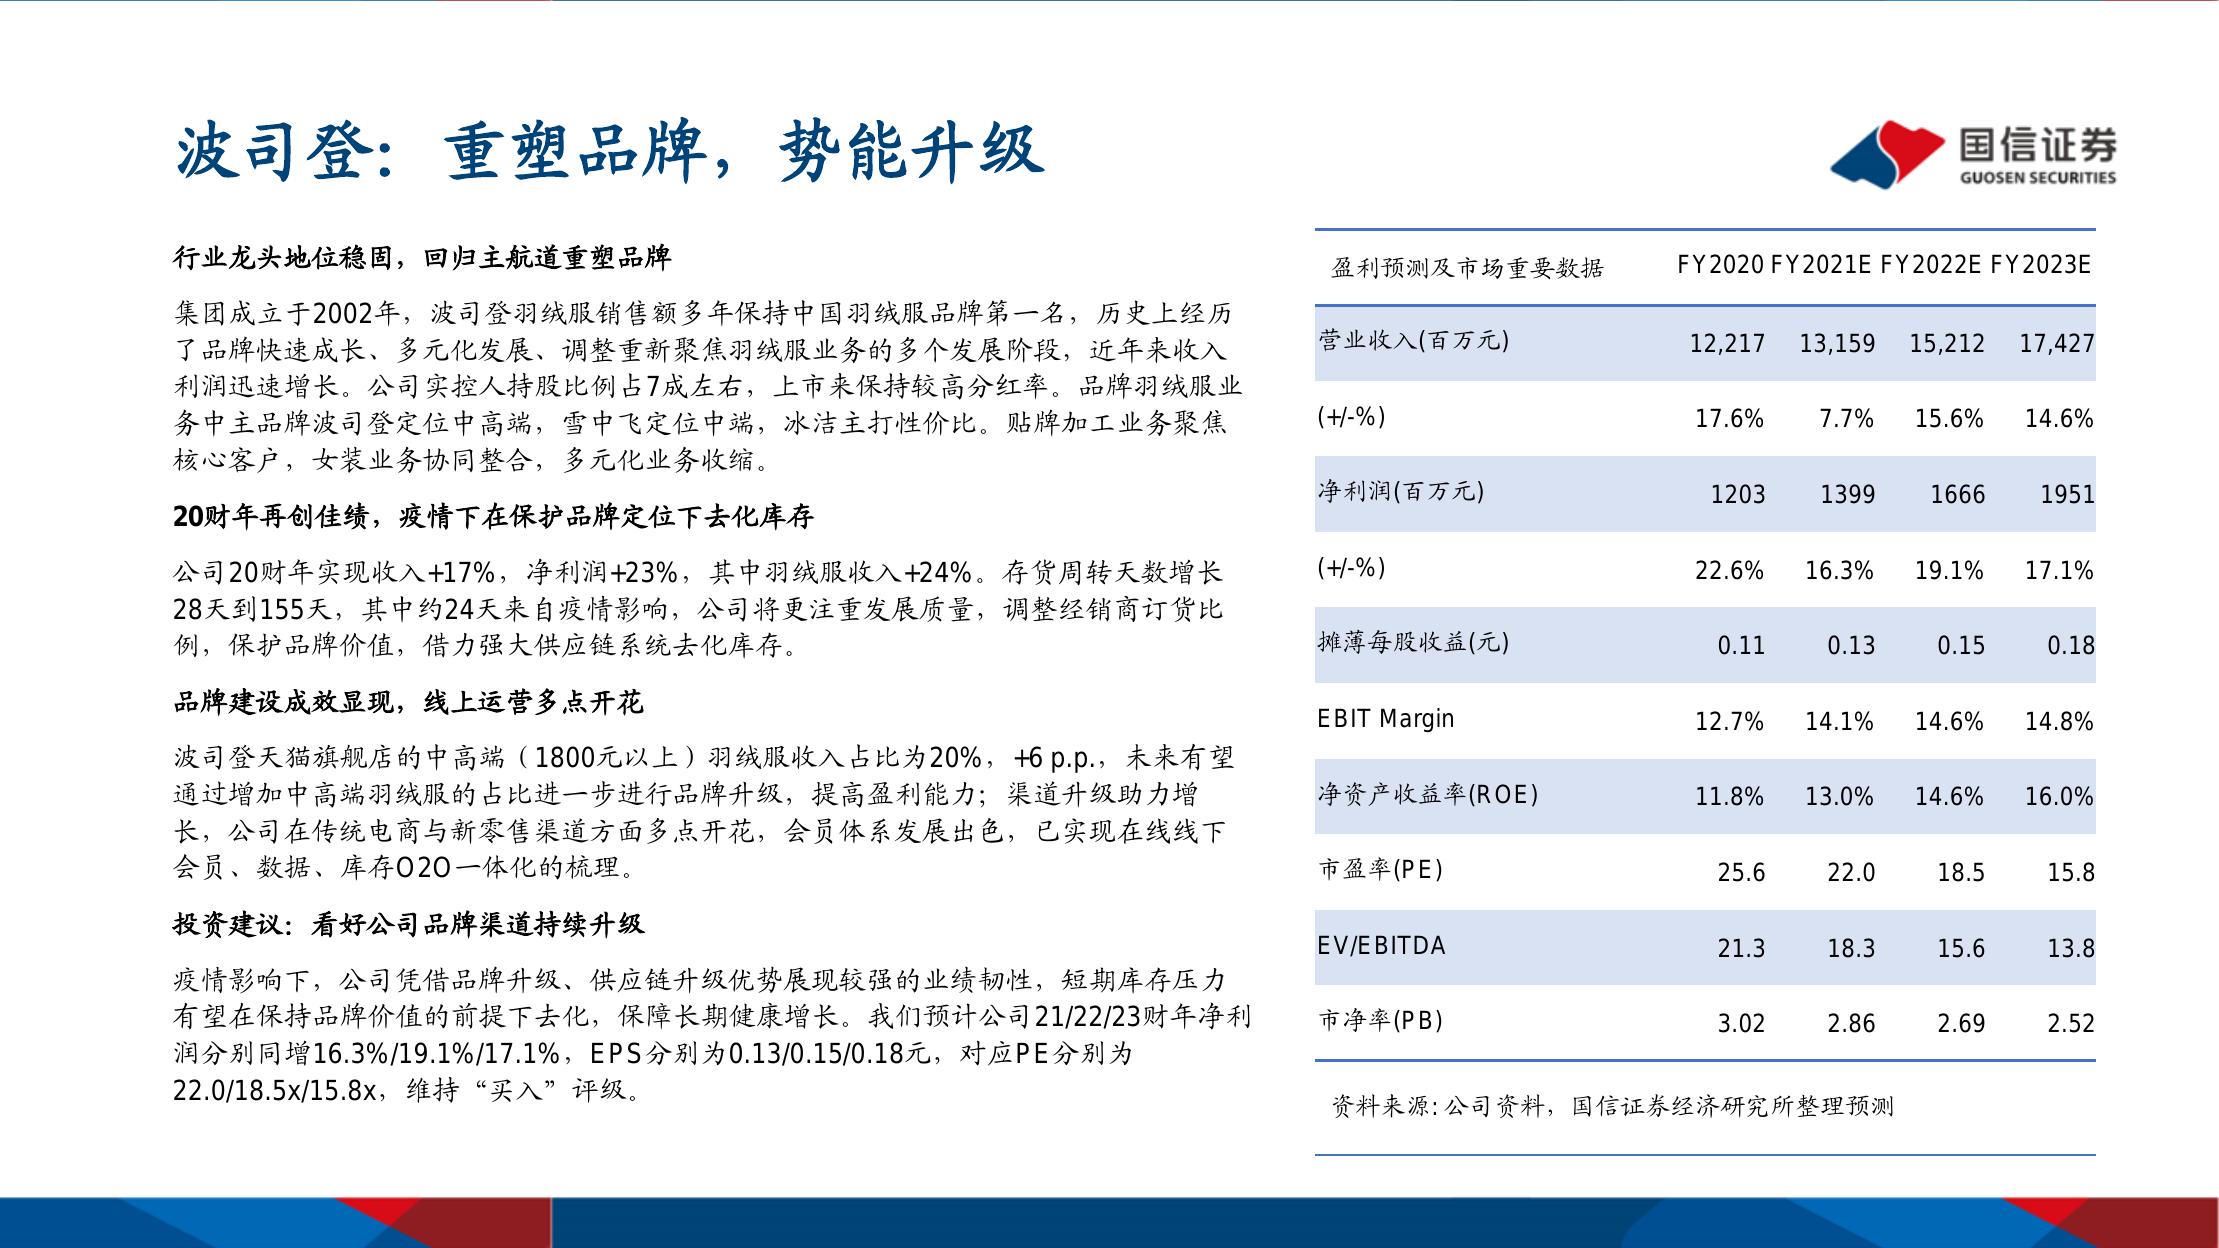 波司登：重塑品牌，势能升级
国信证券
GUOSEN SECURITIES
行业龙头地位稳固，回归主航道重塑品牌
集团成立于2002年，波司登羽绒服销售额多年保持中国羽绒服品牌第一名，历史上经历
了品牌快速成长、多元化发展、调整重新聚焦羽绒服业务的多个发展阶段，近年来收入
利润迅速增长。公司实控人持股比例占7成左右，上市来保持较高分红率。品牌羽绒服业
务中主品牌波司登定位中高端，雪中飞定位中端，冰洁主打性价比。贴牌加工业务聚焦
核心客户，女装业务协同整合，多元化业务收缩。
20财年再创佳绩，疫情下在保护品牌定位下去化库存
公司20财年实现收入+17%，净利润+23%，其中羽绒服收入+24%。存货周转天数增长
28天到155天，其中约24天来自疫情影响，公司将更注重发展质量，调整经销商订货比
例，保护品牌价值，借力强大供应链系统去化库存。
品牌建设成效显现，线上运营多点开花
波司登天猫旗舰店的中高端（1800元以上）羽绒服收入占比为20%，+6 p.p.，未来有望
通过增加中高端羽绒服的占比进一步进行品牌升级，提高盈利能力；渠道升级助力增
长，公司在传统电商与新零售渠道方面多点开花，会员体系发展出色，已实现在线线下
会员、数据、库存O2O一体化的梳理。
投资建议：看好公司品牌渠道持续升级
疫情影响下，公司凭借品牌升级、供应链升级优势展现较强的业绩韧性，短期库存压力
有望在保持品牌价值的前提下去化，保障长期健康增长。我们预计公司21/22/23财年净利
润分别同增16.3%/19.1%/17.1%，EPS分别为0.13/0.15/0.18元，对应PE分别为
22.0/18.5x/15.8x，维持“买入”评级。
盈利预测及市场重要数据 FY2020 FY2021E FY2022E FY2023E
营业收入(百万元) 12,217 13,159 15,212 17,427
(+/-%) 17.6% 7.7% 15.6% 14.6%
净利润(百万元) 1203 1399 1666 1951
(+/-%) 22.6% 16.3% 19.1% 17.1%
摊薄每股收益(元) 0.11 0.13 0.15 0.18
EBIT Margin 12.7% 14.1% 14.6% 14.8%
净资产收益率(ROE) 11.8% 13.0% 14.6% 16.0%
市盈率(PE) 25.6 22.0 18.5 15.8
EV/EBITDA 21.3 18.3 15.6 13.8
市净率(PB) 3.02 2.86 2.69 2.52
资料来源：公司资料，国信证券经济研究所整理预测